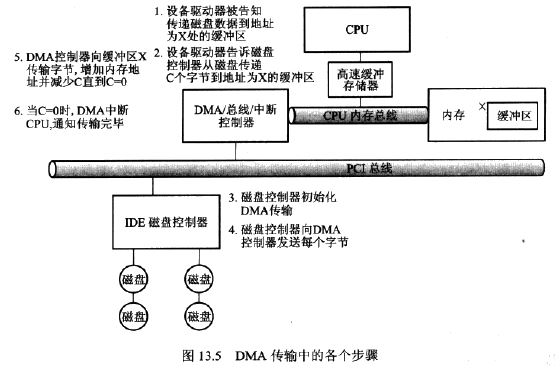 1. 设备驱动器被告知
传递磁盘数据到地址
为X处的缓冲区
2. 设备驱动器告诉磁盘
控制器从磁盘传递
C个字节到地址为X的缓冲区
5. DMA控制器向缓冲区X
传输字节, 增加内存地
址并减少C直到C=0
6. 当C=0时, DMA中断
CPU,通知传输完毕
CPU
高速缓冲
存储器
DMA/总线/中断
控制器
CPU 内存总线
内存
X
缓冲区
PCI 总线
IDE 磁盘控制器
3. 磁盘控制器初始化
DMA传输
4. 磁盘控制器向DMA
控制器发送每个字节
磁盘
磁盘
磁盘
磁盘
图 13.5 DMA 传输中的各个步骤